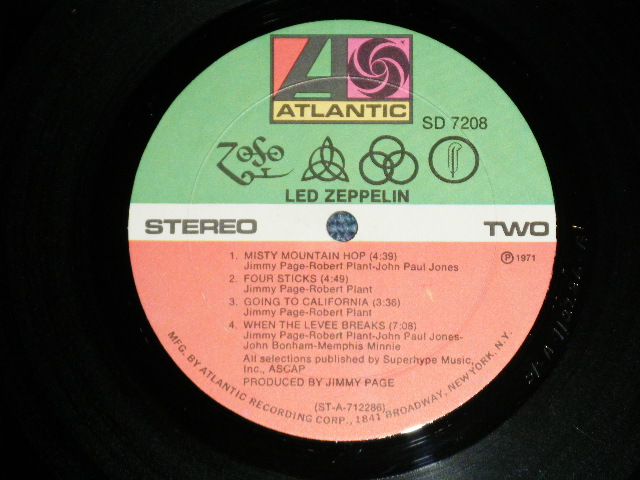 ATLANTIC
SD 7208
ZoSo
LED ZEPPELIN
STEREO
TWO
1. MISTY MOUNTAIN HOP (4:39)
Jimmy Page-Robert Plant-John Paul Jones
℗ 1971
2. FOUR STICKS (4:49)
Jimmy Page-Robert Plant
3. GOING TO CALIFORNIA (3:36)
Jimmy Page-Robert Plant
4. WHEN THE LEVEE BREAKS (7:08)
Jimmy Page-Robert Plant-John Paul Jones-
John Bonham-Memphis Minnie
All selections published by Superhype Music,
Inc., ASCAP
PRODUCED BY JIMMY PAGE
(ST-A-712286)
MFG. BY ATLANTIC RECORDING CORP., 1841 BROADWAY, NEW YORK, N.Y.